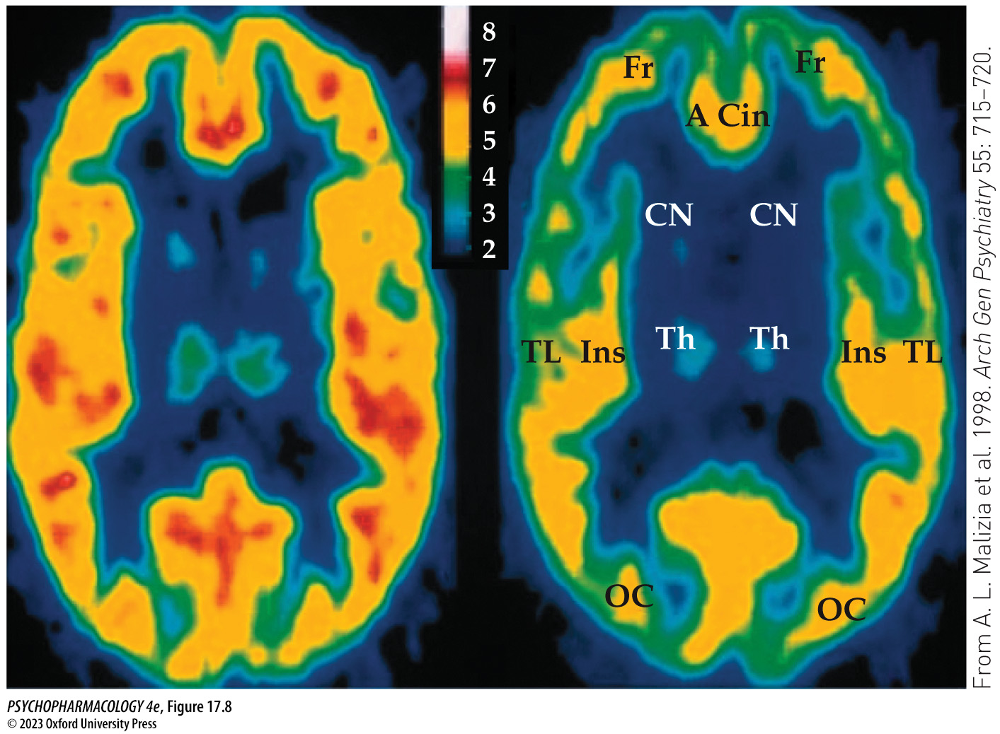 8
7
6
5
4
3
2
Fr
Fr
A Cin
CN
CN
Th
Th
TL
Ins
Ins
TL
OC
OC
From A. L. Malizia et al. 1998. Arch Gen Psychiatry 55: 715–720.
PSYCHOPHARMACOLOGY 4e, Figure 17.8
© 2023 Oxford University Press